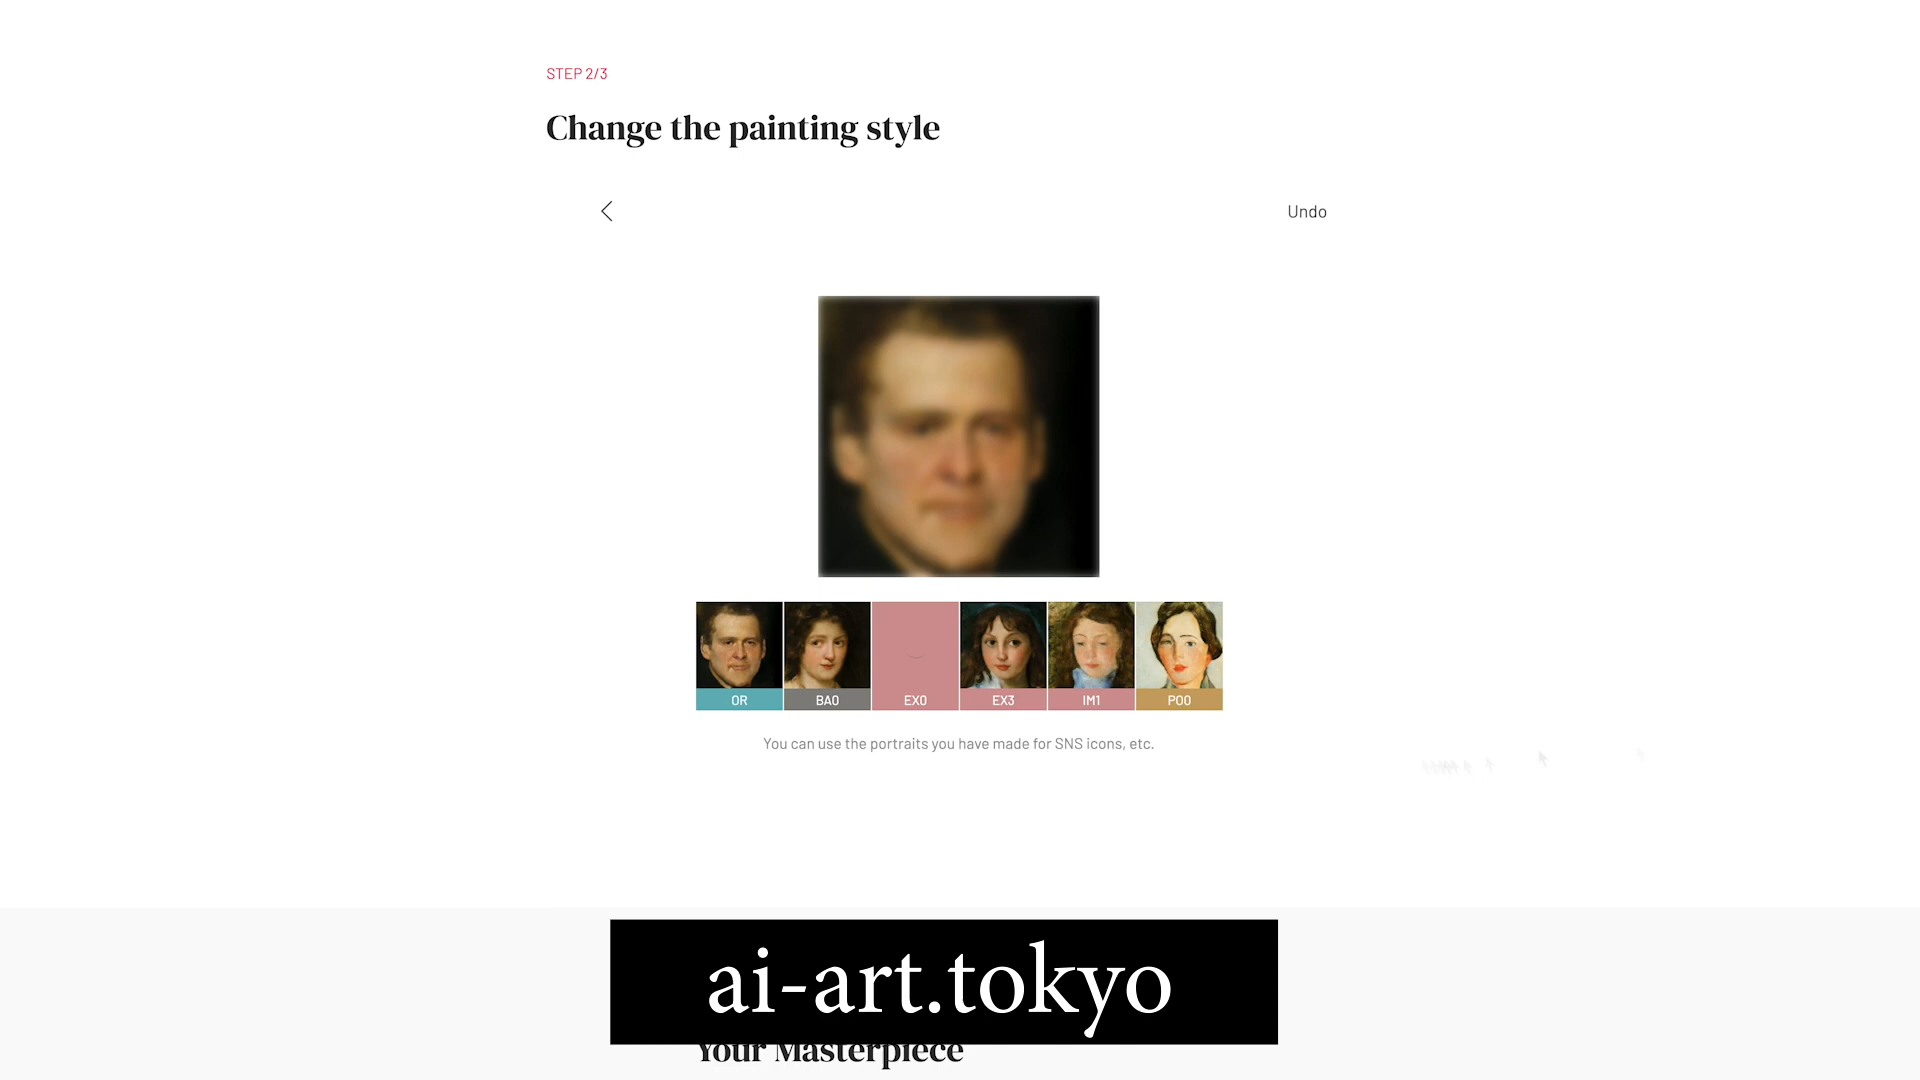 STEP 2/3
Change the painting style
Undo
OR
BA0
EX0
EX3
IM1
PO0
You can use the portraits you have made for SNS icons, etc.
ai-art.tokyo
Your Masterpiece